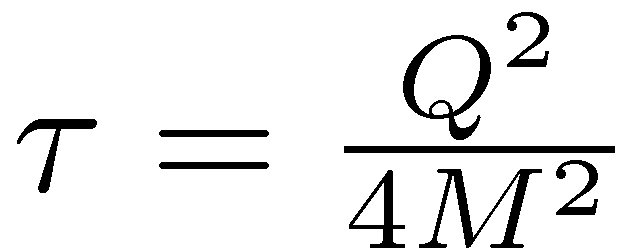 τ = Q² / 4M²